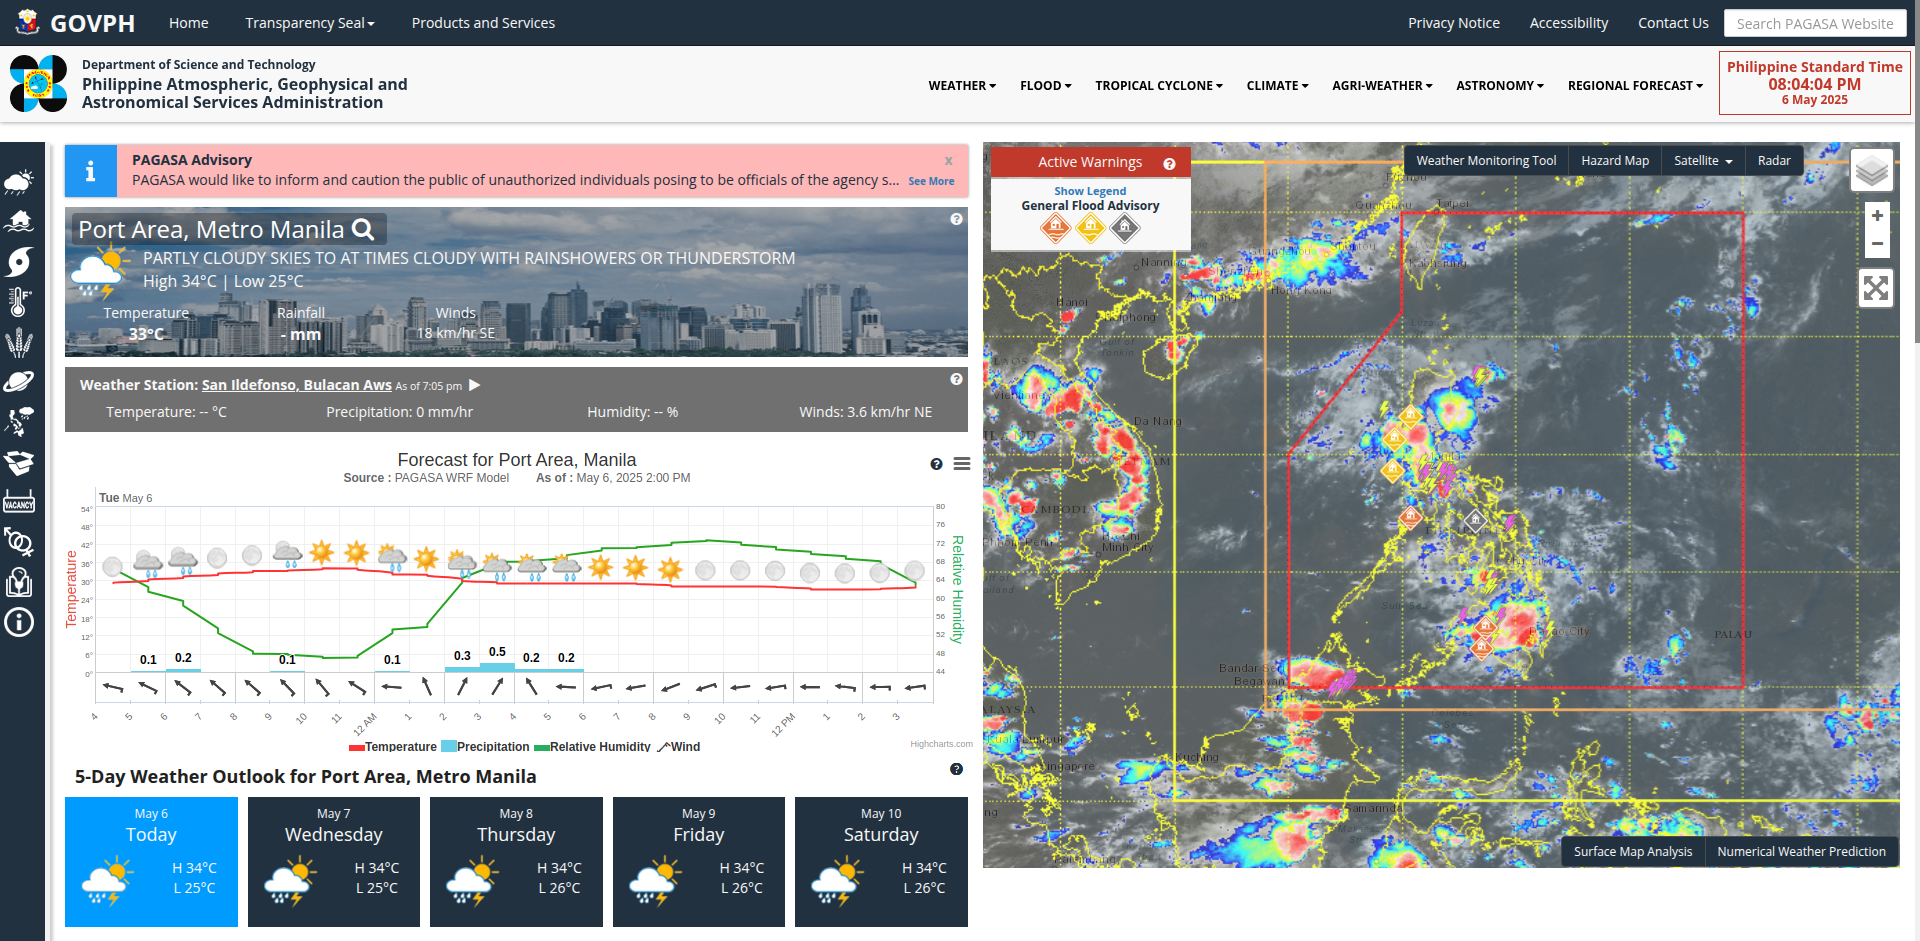 GOVPH
Home
Transparency Seal
Products and Services
Privacy Notice
Accessibility
Contact Us
Search PAGASA Website
Department of Science and Technology
Philippine Atmospheric, Geophysical and
Astronomical Services Administration
WEATHER
FLOOD
TROPICAL CYCLONE
CLIMATE
AGRI-WEATHER
ASTRONOMY
REGIONAL FORECAST
Philippine Standard Time
08:04:04 PM
6 May 2025
VACANCY
PAGASA Advisory
x
PAGASA would like to inform and caution the public of unauthorized individuals posing to be officials of the agency s... See More
Port Area, Metro Manila
PARTLY CLOUDY SKIES TO AT TIMES CLOUDY WITH RAINSHOWERS OR THUNDERSTORM
High 34°C | Low 25°C
Temperature
Rainfall
Winds
33°C
- mm
18 km/hr SE
Weather Station: San Ildefonso, Bulacan Aws As of 7:05 pm
Temperature: -- °C
Precipitation: 0 mm/hr
Humidity: -- %
Winds: 3.6 km/hr NE
Forecast for Port Area, Manila
Source : PAGASA WRF Model
As of : May 6, 2025 2:00 PM
Tue May 6
Temperature
54°
48°
42°
36°
30°
24°
18°
12°
6°
0°
80
76
72
68
64
60
56
52
48
44
Relative Humidity
0.1
0.2
0.1
0.1
0.3
0.5
0.2
0.2
4
5
6
7
8
9
10
11
12 AM
1
2
3
4
5
6
7
8
9
10
11
12 PM
1
2
3
Temperature
Precipitation
Relative Humidity
Wind
Highcharts.com
5-Day Weather Outlook for Port Area, Metro Manila
May 6
Today
H 34°C
L 25°C
May 7
Wednesday
H 34°C
L 25°C
May 8
Thursday
H 34°C
L 26°C
May 9
Friday
H 34°C
L 26°C
May 10
Saturday
H 34°C
L 26°C
Active Warnings
Show Legend
General Flood Advisory
Weather Monitoring Tool
Hazard Map
Satellite
Radar
+
−
Taipei
Nanning
Hanoi
Da Nang
CAMBODIA
Minh City
PALAU
Bandar Seri
Begawan
Kuching
Singapore
Samarinda
Surface Map Analysis
Numerical Weather Prediction